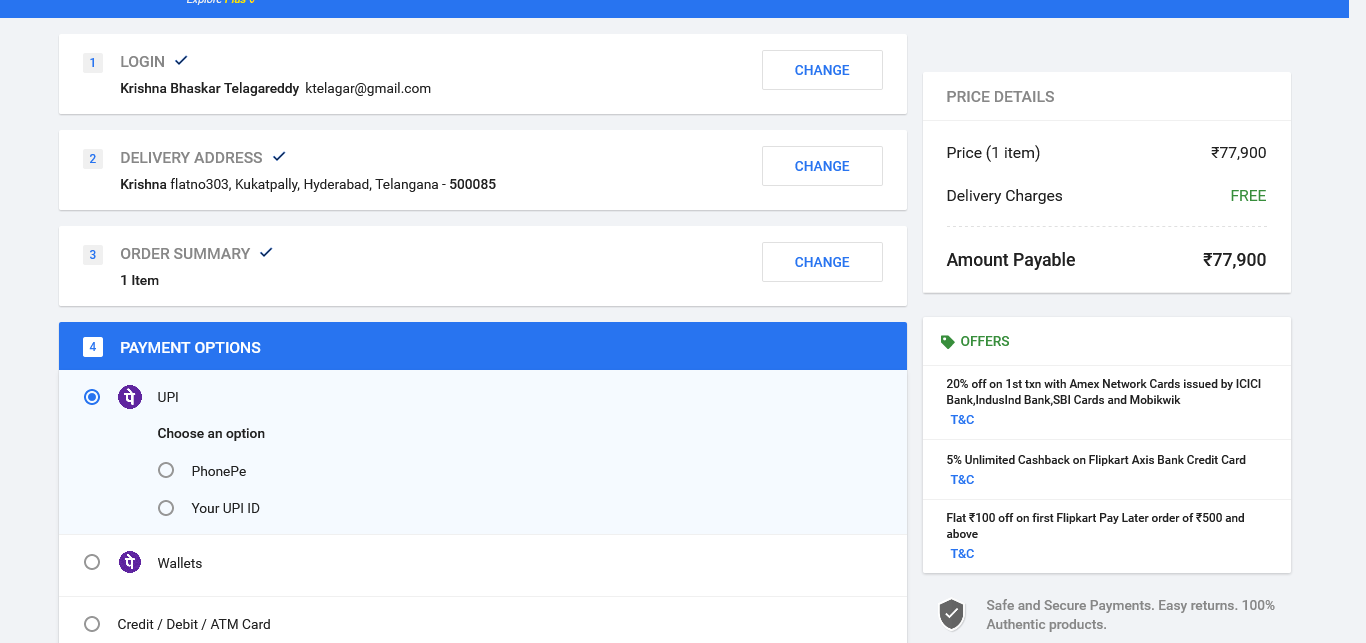 Explore Plus
1 LOGIN
CHANGE
Krishna Bhaskar Telagareddy ktelagar@gmail.com
2 DELIVERY ADDRESS
CHANGE
Krishna flatno303, Kukatpally, Hyderabad, Telangana - 500085
3 ORDER SUMMARY
CHANGE
1 Item
4 PAYMENT OPTIONS
पे UPI
Choose an option
PhonePe
Your UPI ID
पे Wallets
Credit / Debit / ATM Card
PRICE DETAILS
Price (1 item) ₹77,900
Delivery Charges FREE
Amount Payable ₹77,900
OFFERS
20% off on 1st txn with Amex Network Cards issued by ICICI
Bank,IndusInd Bank,SBI Cards and Mobikwik
T&C
5% Unlimited Cashback on Flipkart Axis Bank Credit Card
T&C
Flat ₹100 off on first Flipkart Pay Later order of ₹500 and
above
T&C
Safe and Secure Payments. Easy returns. 100%
Authentic products.